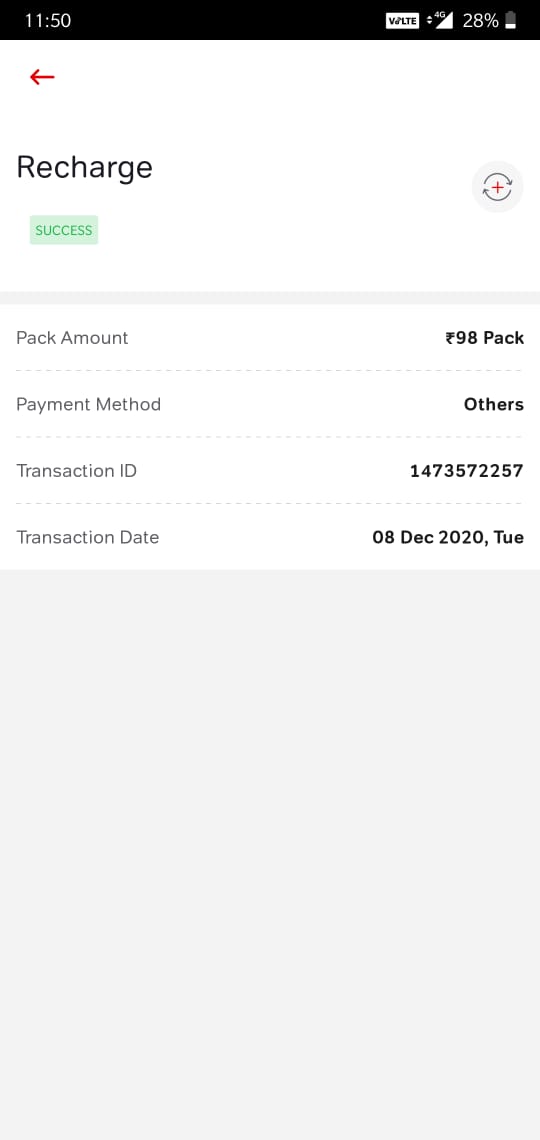 11:50 VoLTE 4G 28%
Recharge
SUCCESS
Pack Amount ₹98 Pack
Payment Method Others
Transaction ID 1473572257
Transaction Date 08 Dec 2020, Tue